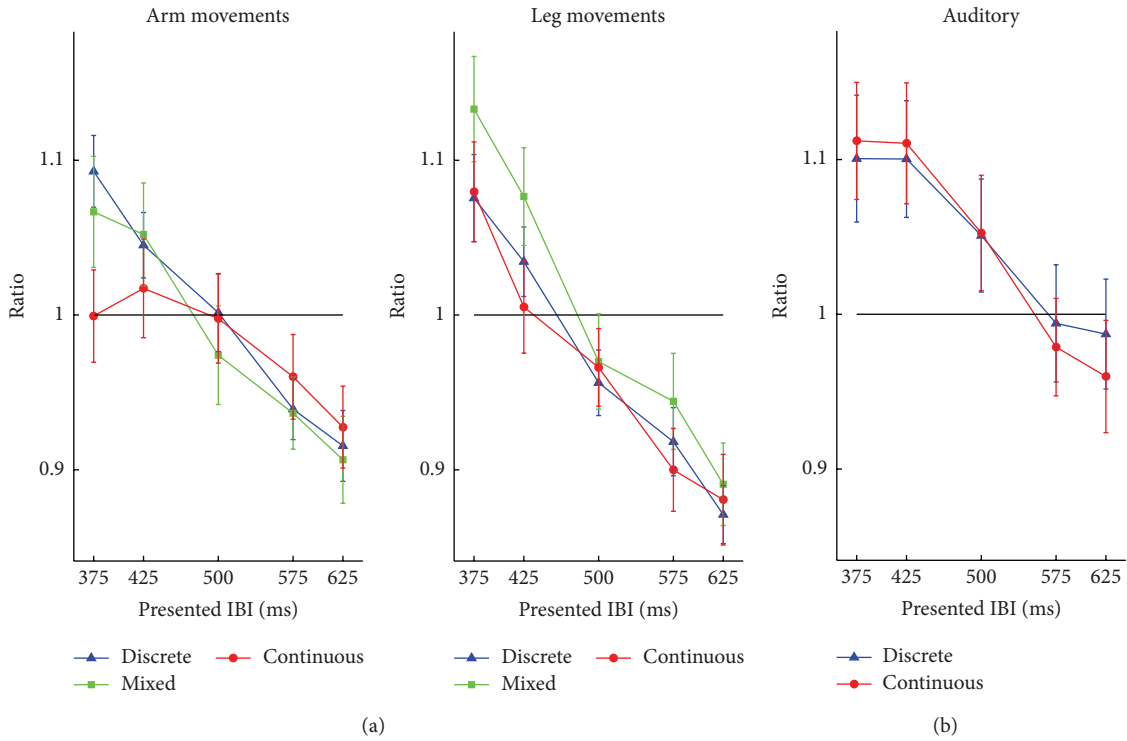 Arm movements
Leg movements
Auditory
Ratio
1.1
1
0.9
375 425 500 575 625
Presented IBI (ms)
Discrete Continuous
Mixed
Ratio
1.1
1
0.9
375 425 500 575 625
Presented IBI (ms)
Discrete Continuous
Mixed
(a)
Ratio
1.1
1
0.9
375 425 500 575 625
Presented IBI (ms)
Discrete
Continuous
(b)